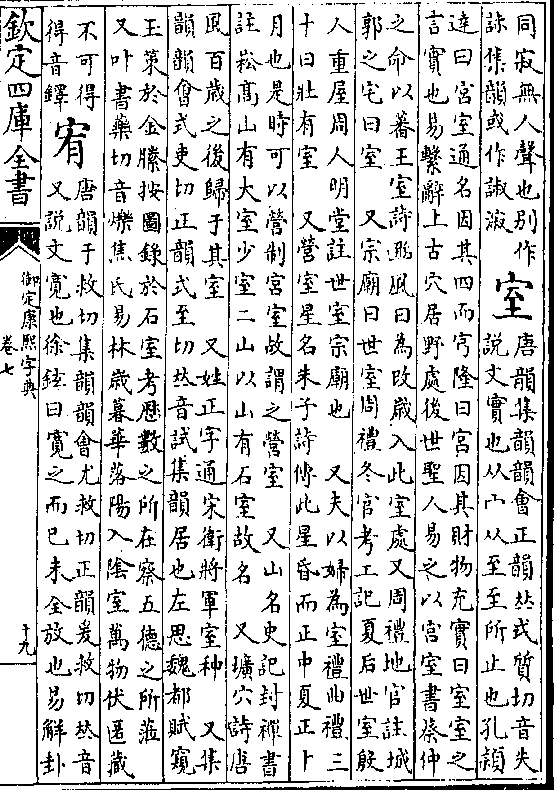 同寂無人聲也别作
𧧻集韻或作諔㴋
室
唐韻集韻韻會正韻𠀤式質切音失
説文實也从宀从至至所止也孔穎
達曰宮室通名因其四面穹隆曰宮因其財物充實曰室室之
言實也易繫辭上古穴居野處後世聖人易之以宮室書蔡仲
之命以蕃王室詩豳風曰為改歲入此室處又周禮地官註城
郭之宅曰室　又宗廟曰世室周禮冬官考工記夏后世室殷
人重屋周人明堂註世室宗廟也　又夫以婦為室禮曲禮三
十曰壯有室　又營室星名朱子詩傳此星昏而正中夏正十
月也是時可以營制宮室故謂之營室　又山名史記封禪書
註崧高山有大室少室二山以山有石室故名　又壙穴詩唐
風百歲之後歸于其室　又姓正字通宋衛將軍室种　又集
韻韻會式吏切正韻式至切𠀤音試集韻居也左思魏都賦窺
玉策於金縢按圖錄於石室考歷數之所在察五德之所蒞
又叶書藥切音爍焦氏易林歲暮華落陽入陰室萬物伏匿藏
不可得
得音鐸
宥
唐韻于救切集韻韻會尤救切正韻爰救切𠀤音
又説文寛也徐鉉曰寛之而已未全放也易解卦
欽定四庫全書
御定康熙字典
卷七
十九